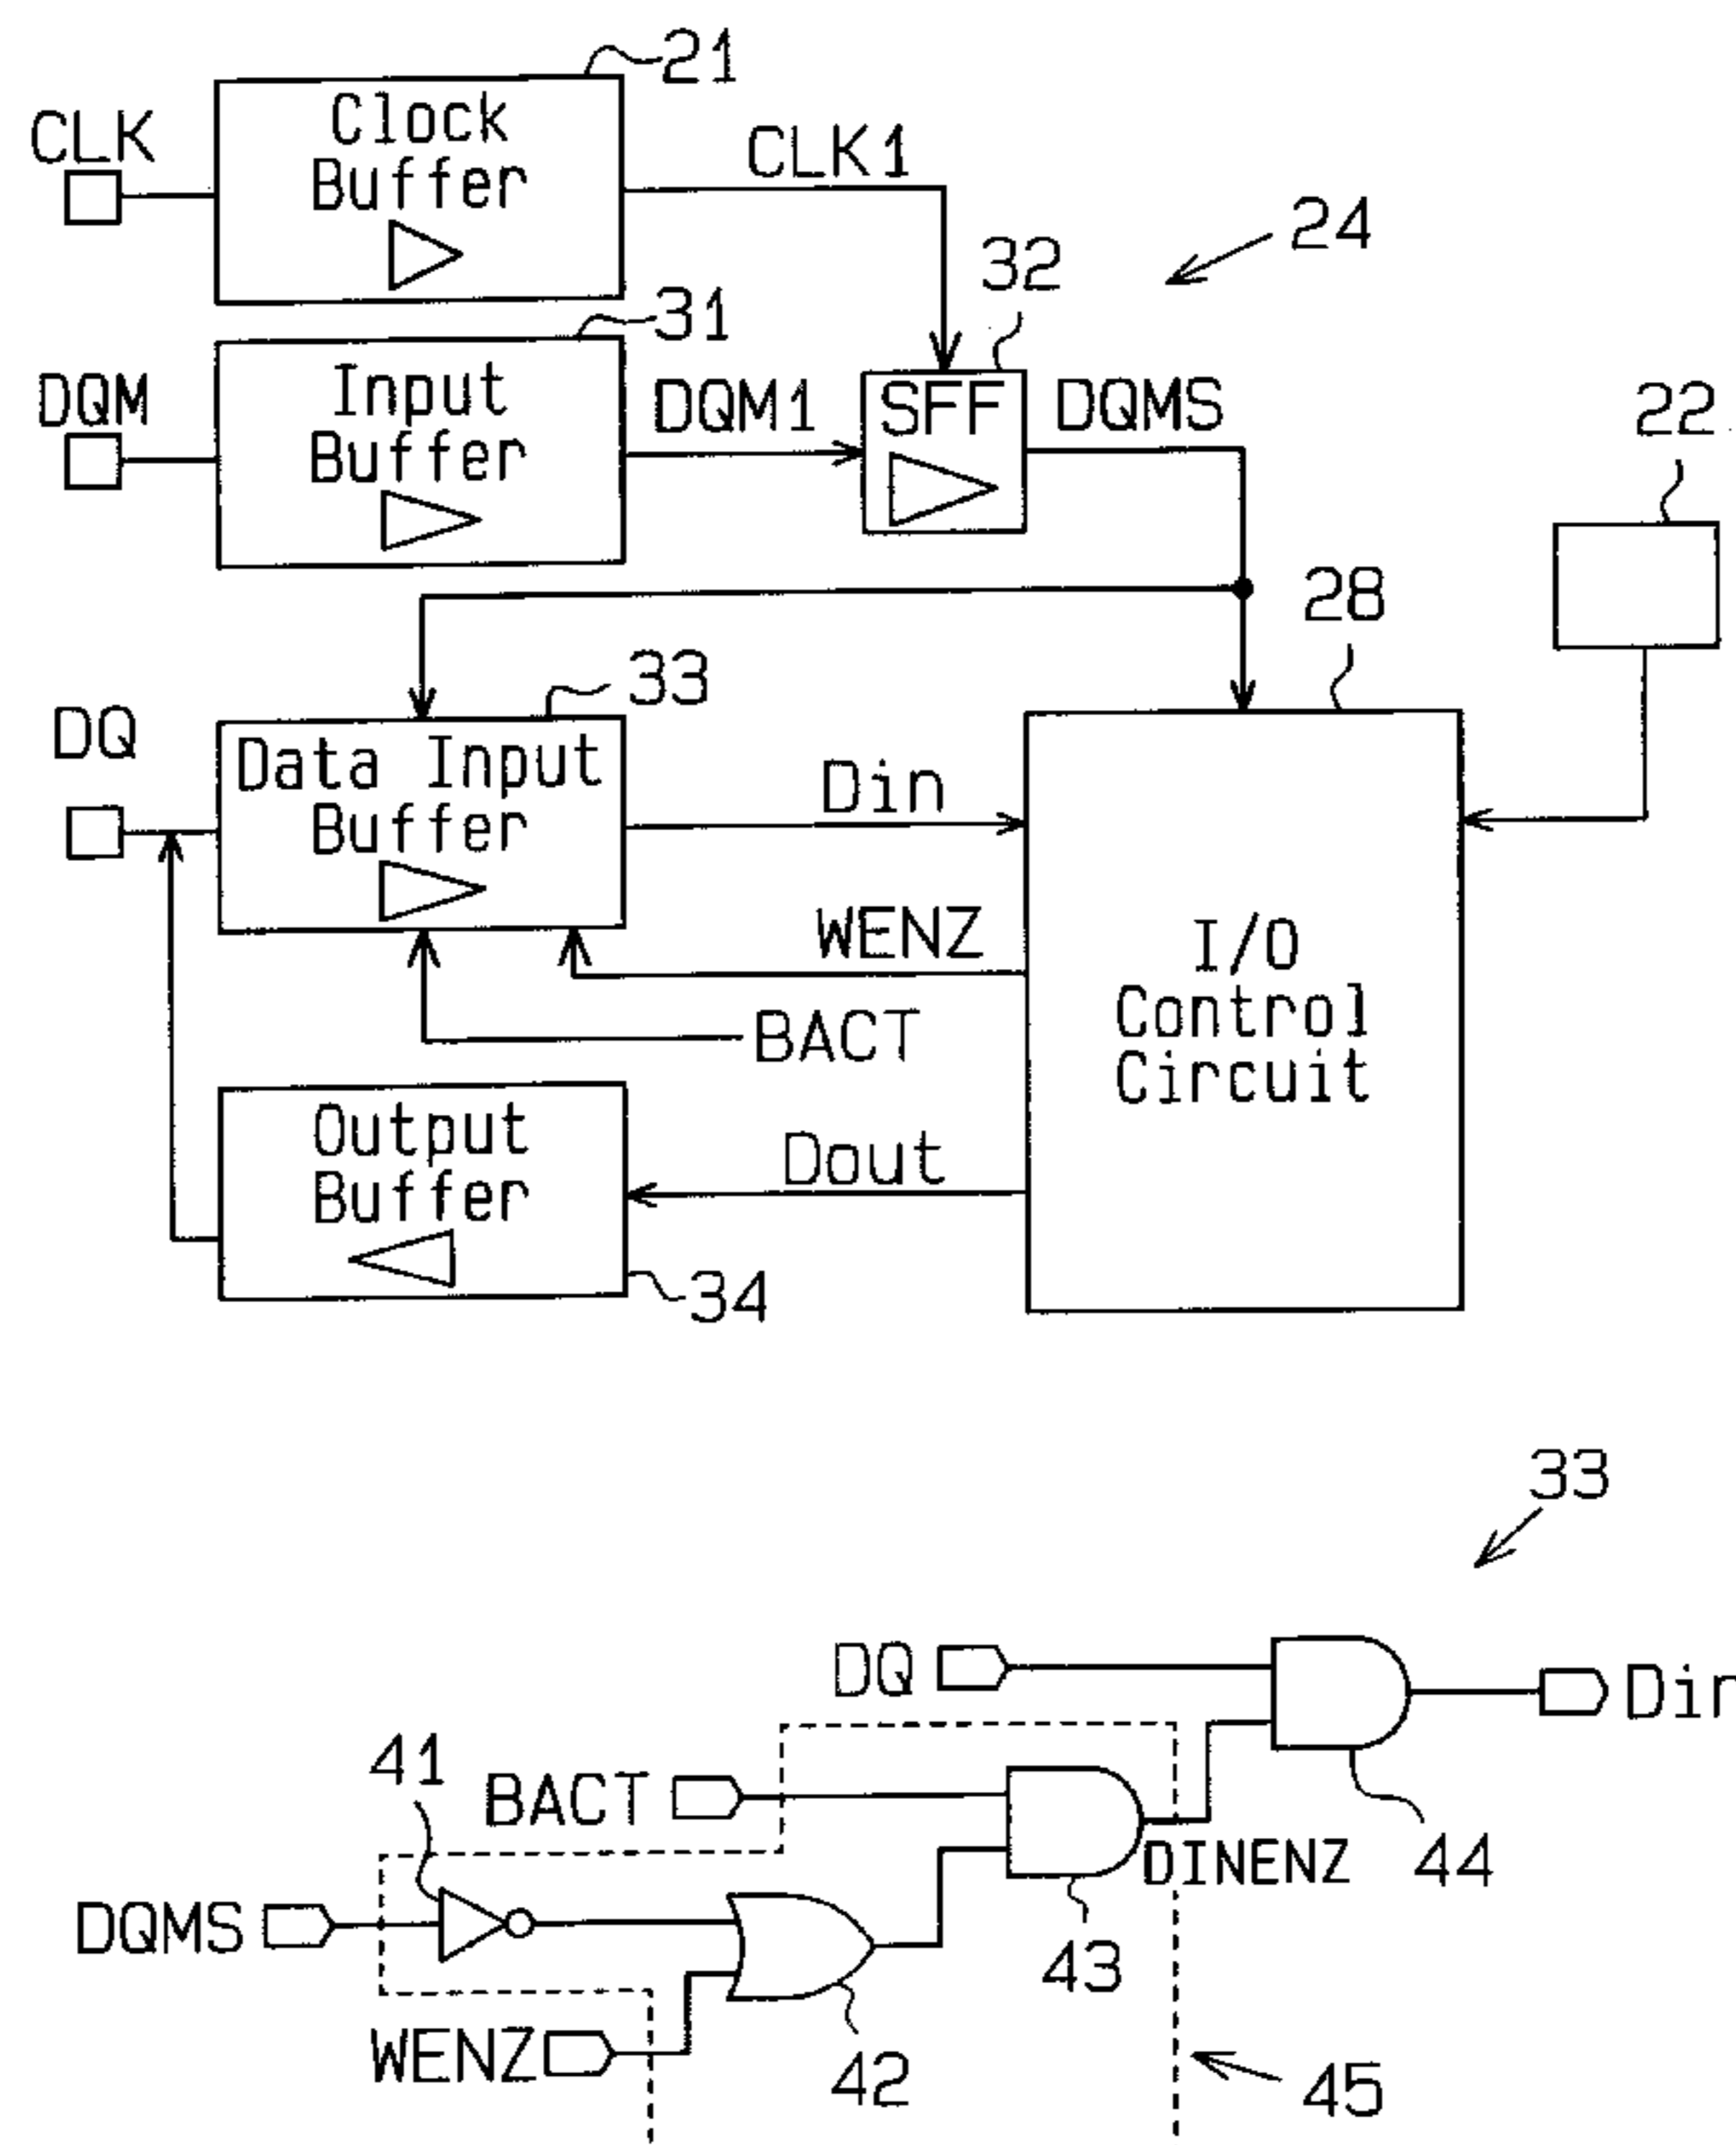 21
CLK
Clock
Buffer
CLK1
24
32
31
DQM
Input
Buffer
DQM1
SFF
DQMS
22
28
33
DQ
Data Input
Buffer
Din
WENZ
I/O
Control
Circuit
BACT
Output
Buffer
Dout
34
33
DQ
Din
41
BACT
DINENZ
44
DQMS
43
WENZ
42
45